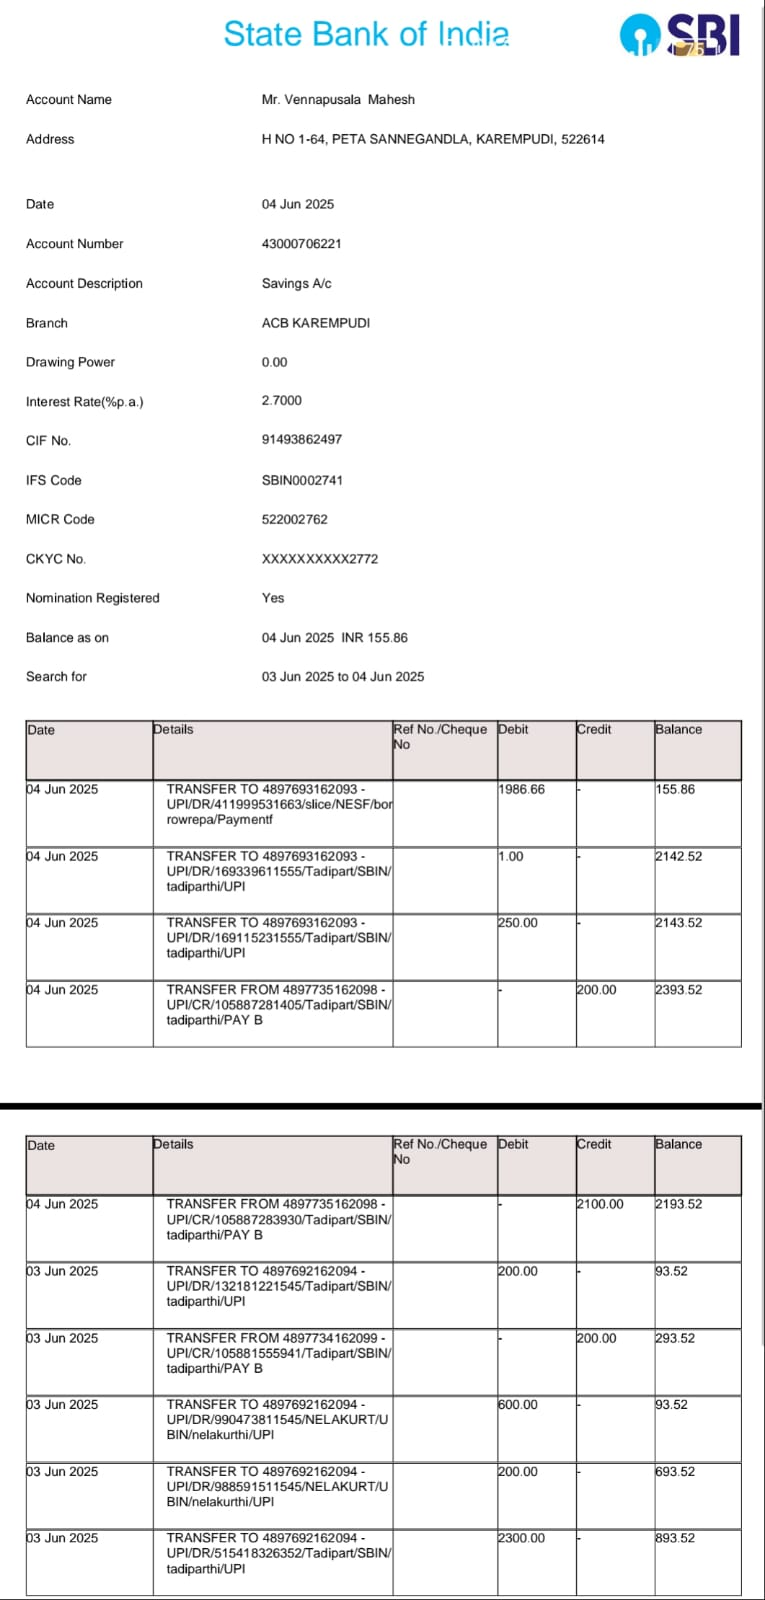 State Bank of India
SBI
75
Account Name Mr. Vennapusala Mahesh
Address H NO 1-64, PETA SANNEGANDLA, KAREMPUDI, 522614
Date 04 Jun 2025
Account Number 43000706221
Account Description Savings A/c
Branch ACB KAREMPUDI
Drawing Power 0.00
Interest Rate(%p.a.) 2.7000
CIF No. 91493862497
IFS Code SBIN0002741
MICR Code 522002762
CKYC No. XXXXXXXXXX2772
Nomination Registered Yes
Balance as on 04 Jun 2025 INR 155.86
Search for 03 Jun 2025 to 04 Jun 2025
Date Details Ref No./Cheque Debit Credit Balance
No
04 Jun 2025 TRANSFER TO 4897693162093 - 1986.66 - 155.86
UPI/DR/411999531663/slice/NESF/bor
rowrepa/Paymentf
04 Jun 2025 TRANSFER TO 4897693162093 - 1.00 - 2142.52
UPI/DR/169339611555/Tadipart/SBIN/
tadiparthi/UPI
04 Jun 2025 TRANSFER TO 4897693162093 - 250.00 - 2143.52
UPI/DR/169115231555/Tadipart/SBIN/
tadiparthi/UPI
04 Jun 2025 TRANSFER FROM 4897735162098 - - 200.00 2393.52
UPI/CR/105887281405/Tadipart/SBIN/
tadiparthi/PAY B
Date Details Ref No./Cheque Debit Credit Balance
No
04 Jun 2025 TRANSFER FROM 4897735162098 - - 2100.00 2193.52
UPI/CR/105887283930/Tadipart/SBIN/
tadiparthi/PAY B
03 Jun 2025 TRANSFER TO 4897692162094 - 200.00 - 93.52
UPI/DR/132181221545/Tadipart/SBIN/
tadiparthi/UPI
03 Jun 2025 TRANSFER FROM 4897734162099 - - 200.00 293.52
UPI/CR/105881555941/Tadipart/SBIN/
tadiparthi/PAY B
03 Jun 2025 TRANSFER TO 4897692162094 - 600.00 - 93.52
UPI/DR/990473811545/NELAKURT/U
BIN/nelakurthi/UPI
03 Jun 2025 TRANSFER TO 4897692162094 - 200.00 - 693.52
UPI/DR/988591511545/NELAKURT/U
BIN/nelakurthi/UPI
03 Jun 2025 TRANSFER TO 4897692162094 - 2300.00 - 893.52
UPI/DR/515418326352/Tadipart/SBIN/
tadiparthi/UPI